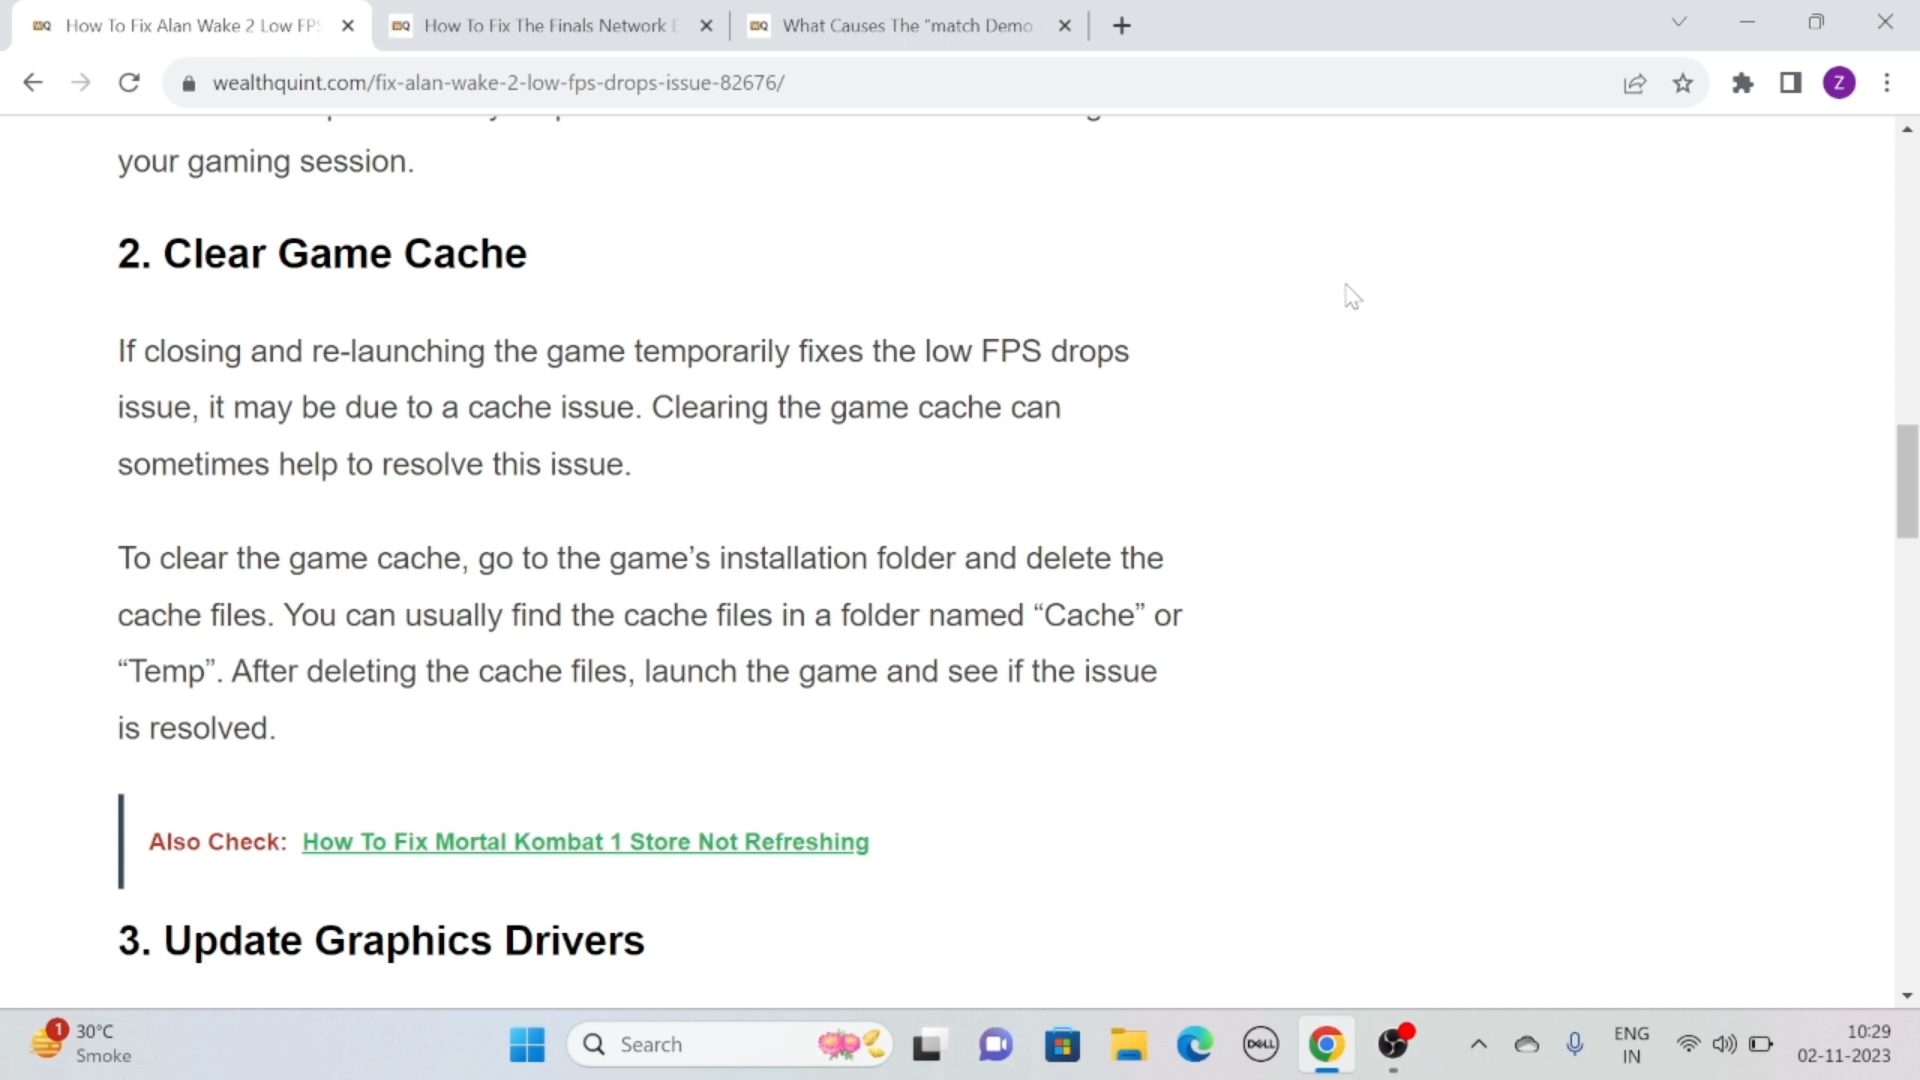 How To Fix Alan Wake 2 Low FPS
How To Fix The Finals Network E
What Causes The “match Demo
wealthquint.com/fix-alan-wake-2-low-fps-drops-issue-82676/
Z
your gaming session.
2. Clear Game Cache
If closing and re-launching the game temporarily fixes the low FPS drops
issue, it may be due to a cache issue. Clearing the game cache can
sometimes help to resolve this issue.
To clear the game cache, go to the game’s installation folder and delete the
cache files. You can usually find the cache files in a folder named “Cache” or
“Temp”. After deleting the cache files, launch the game and see if the issue
is resolved.
Also Check: How To Fix Mortal Kombat 1 Store Not Refreshing
3. Update Graphics Drivers
1
30°C
Smoke
Search
DELL
ENG
IN
10:29
02-11-2023